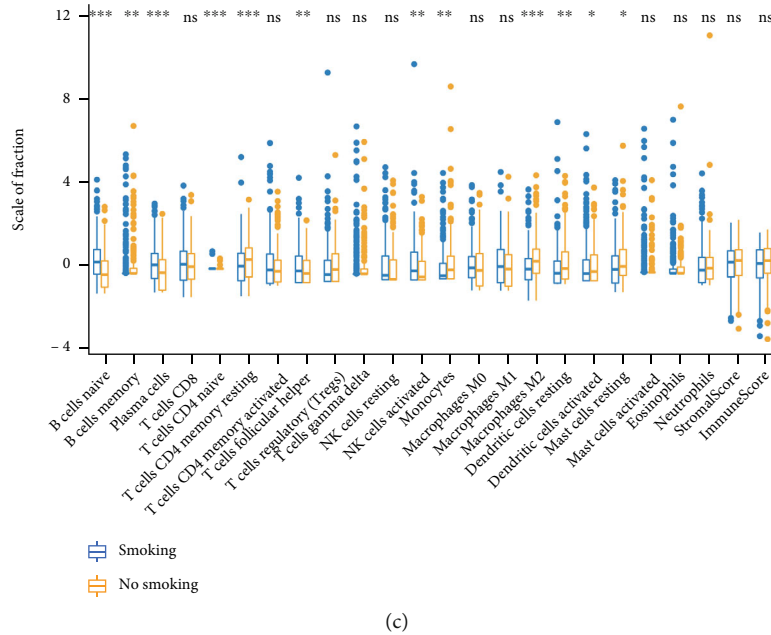 12
*** ** *** ns *** *** ns ** ns ns ns ** ** ns ns *** ** * * ns ns ns ns ns
8
4
0
−4
Scale of fraction
B cells naive
B cells memory
Plasma cells
T cells CD8
T cells CD4 naive
T cells CD4 memory resting
T cells CD4 memory activated
T cells follicular helper
T cells regulatory (Tregs)
T cells gamma delta
NK cells resting
NK cells activated
Monocytes
Macrophages M0
Macrophages M1
Macrophages M2
Dendritic cells resting
Dendritic cells activated
Mast cells resting
Mast cells activated
Eosinophils
Neutrophils
StromalScore
ImmuneScore
Smoking
No smoking
(c)